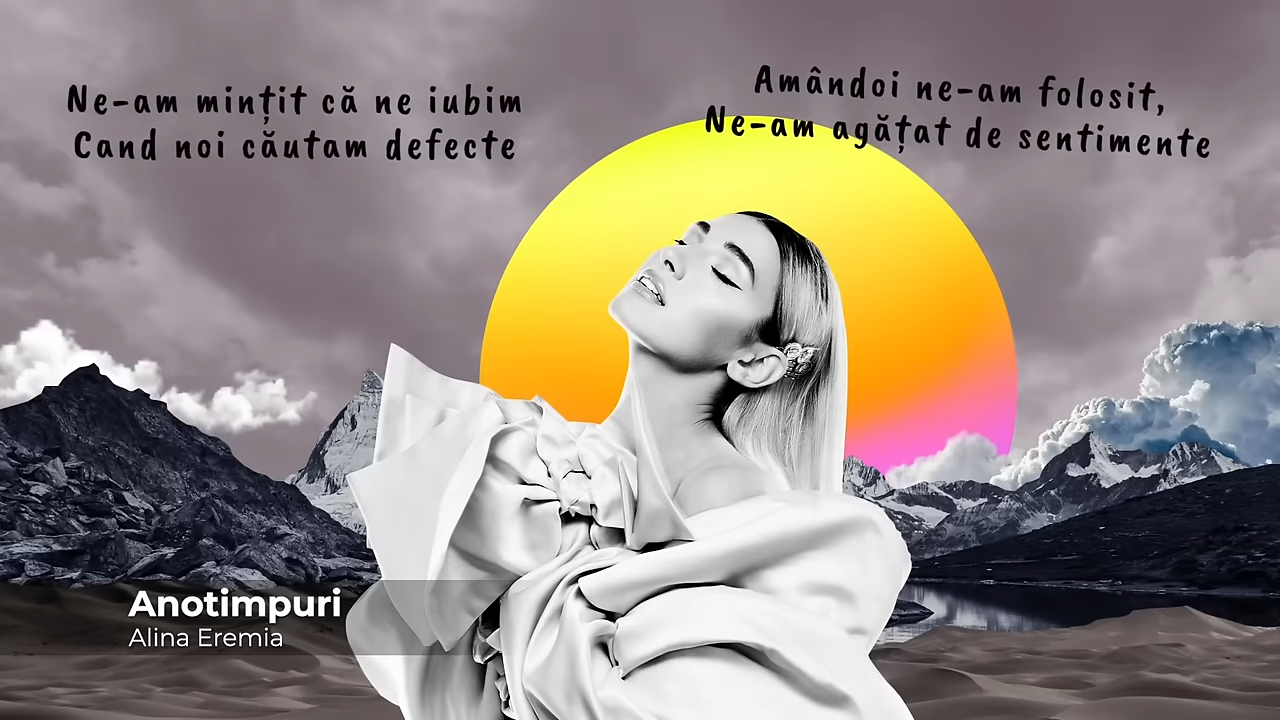 Ne-am mințit că ne iubim
Cand noi căutam defecte
Amândoi ne-am folosit,
Ne-am agățat de sentimente
Anotimpuri
Alina Eremia